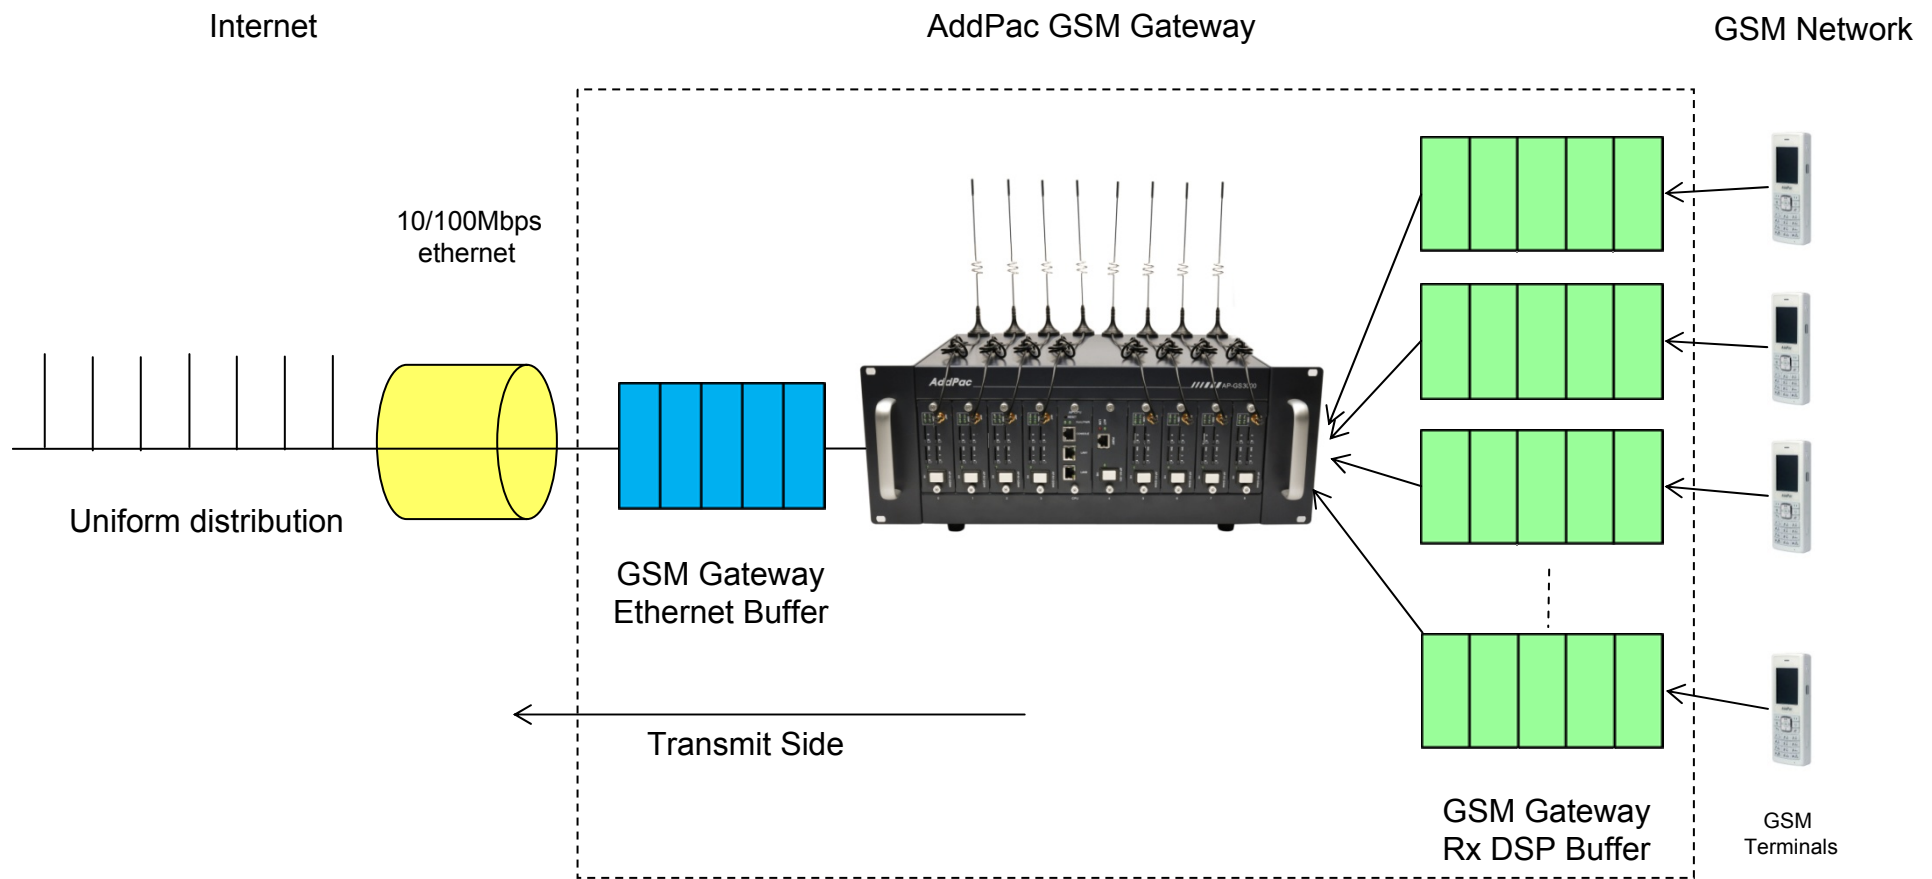 Internet
AddPac GSM Gateway
GSM Network
10/100Mbps
ethernet
AddPac
Uniform distribution
GSM Gateway
Ethernet Buffer
Transmit Side
GSM Gateway
Rx DSP Buffer
GSM
Terminals